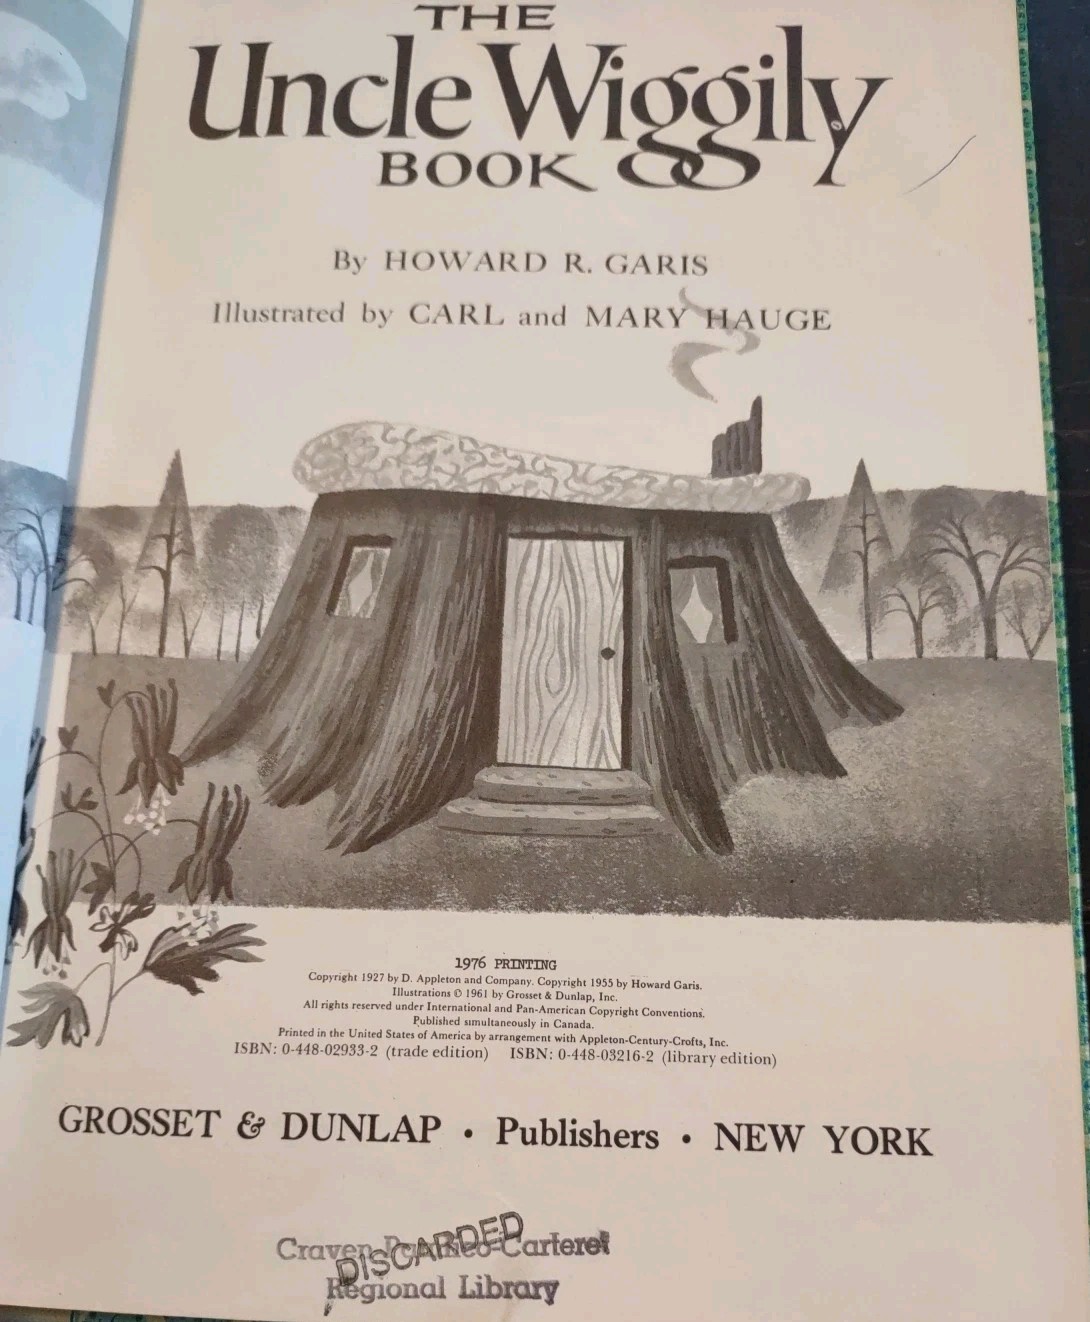 THE
Uncle Wiggily
BOOK
By HOWARD R. GARIS
Illustrated by CARL and MARY HAUGE
1976 PRINTING
Copyright 1927 by D. Appleton and Company. Copyright 1955 by Howard Garis.
Illustrations © 1961 by Grosset & Dunlap, Inc.
All rights reserved under International and Pan-American Copyright Conventions.
Published simultaneously in Canada.
Printed in the United States of America by arrangement with Appleton-Century-Crofts, Inc.
ISBN: 0-448-02933-2 (trade edition) ISBN: 0-448-03216-2 (library edition)
GROSSET & DUNLAP • Publishers • NEW YORK
Craven-Pamlico-Carteret
DISCARDED
Regional Library